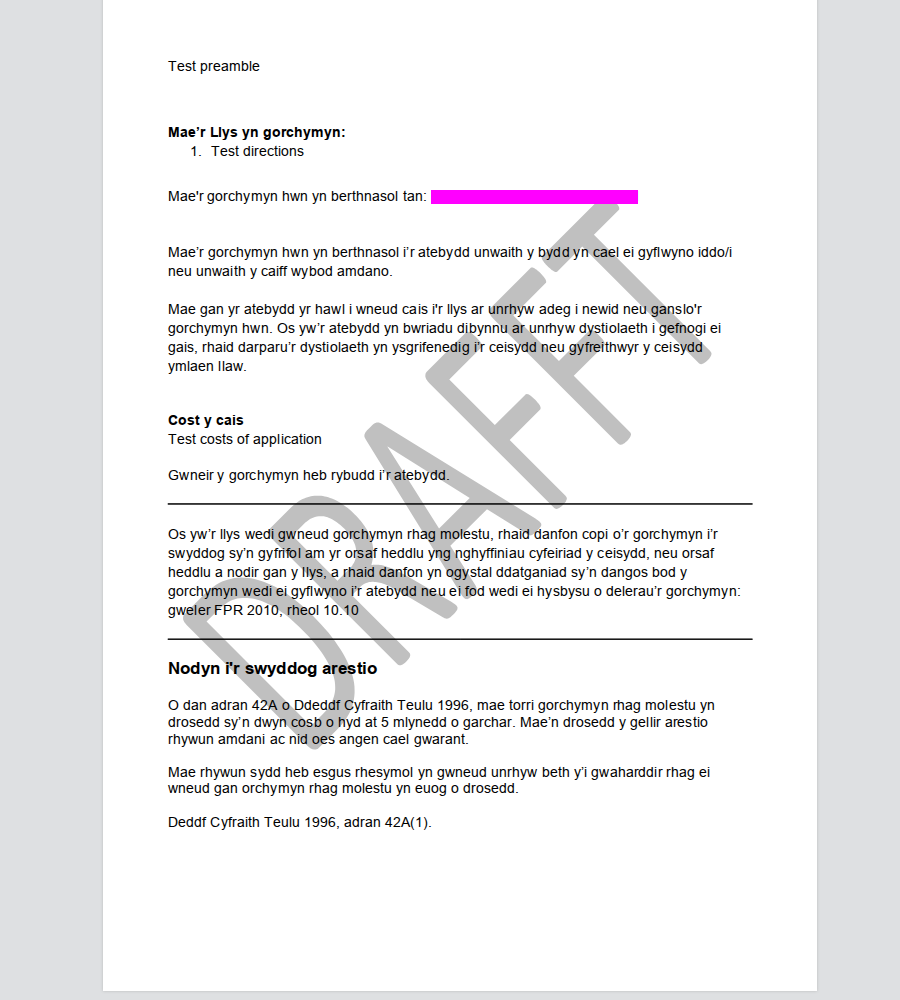 Test preamble
Mae’r Llys yn gorchymyn:
1. Test directions
Mae'r gorchymyn hwn yn berthnasol tan:
Mae’r gorchymyn hwn yn berthnasol i’r atebydd unwaith y bydd yn cael ei gyflwyno iddo/i
neu unwaith y caiff wybod amdano.
Mae gan yr atebydd yr hawl i wneud cais i'r llys ar unrhyw adeg i newid neu ganslo'r
gorchymyn hwn. Os yw’r atebydd yn bwriadu dibynnu ar unrhyw dystiolaeth i gefnogi ei
gais, rhaid darparu’r dystiolaeth yn ysgrifenedig i’r ceisydd neu gyfreithwyr y ceisydd
ymlaen llaw.
Cost y cais
Test costs of application
Gwneir y gorchymyn heb rybudd i’r atebydd.
Os yw’r llys wedi gwneud gorchymyn rhag molestu, rhaid danfon copi o’r gorchymyn i’r
swyddog sy’n gyfrifol am yr orsaf heddlu yng nghyffiniau cyfeiriad y ceisydd, neu orsaf
heddlu a nodir gan y llys, a rhaid danfon yn ogystal ddatganiad sy’n dangos bod y
gorchymyn wedi ei gyflwyno i’r atebydd neu ei fod wedi ei hysbysu o delerau’r gorchymyn:
gweler FPR 2010, rheol 10.10
Nodyn i'r swyddog arestio
O dan adran 42A o Ddeddf Cyfraith Teulu 1996, mae torri gorchymyn rhag molestu yn
drosedd sy’n dwyn cosb o hyd at 5 mlynedd o garchar. Mae’n drosedd y gellir arestio
rhywun amdani ac nid oes angen cael gwarant.
Mae rhywun sydd heb esgus rhesymol yn gwneud unrhyw beth y’i gwaharddir rhag ei
wneud gan orchymyn rhag molestu yn euog o drosedd.
Deddf Cyfraith Teulu 1996, adran 42A(1).
DRAFFT